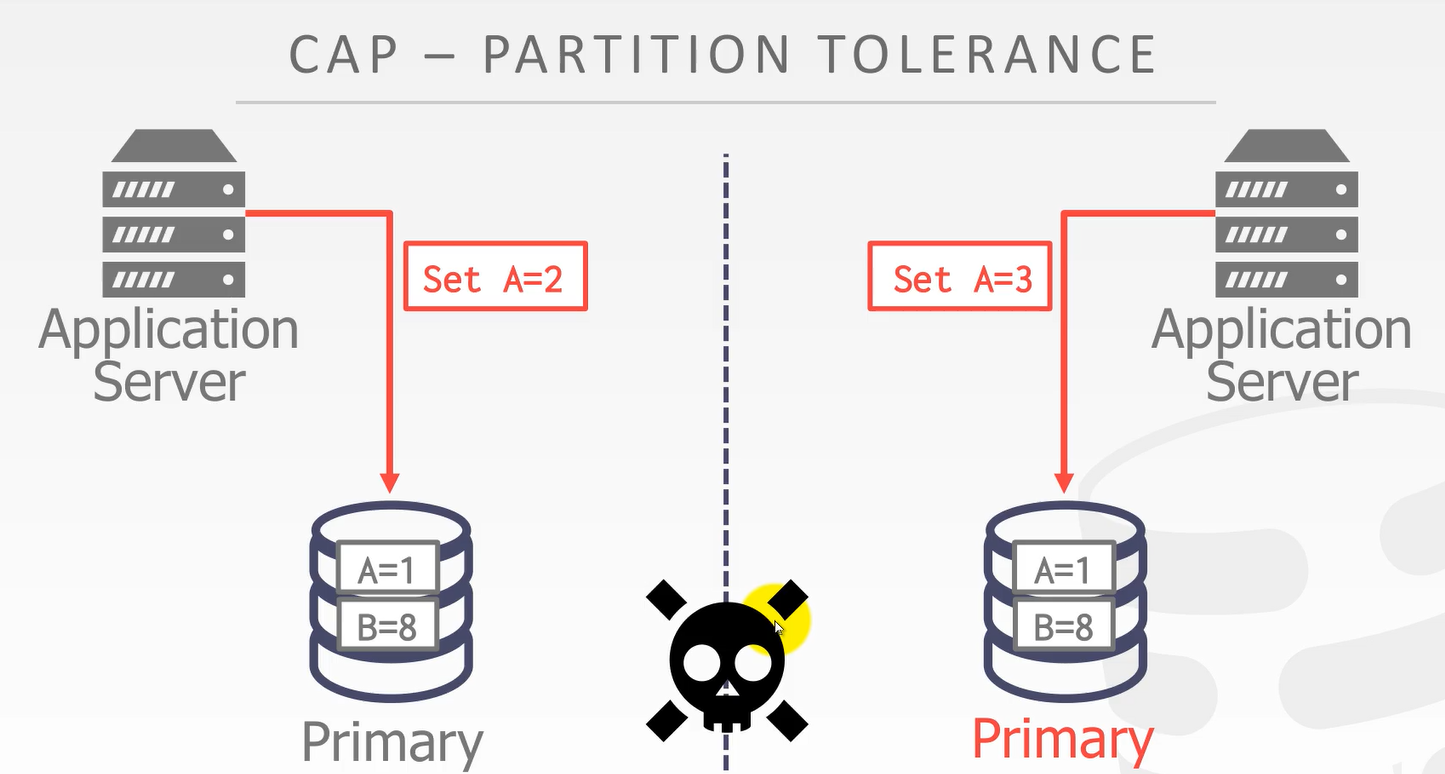 CAP – PARTITION TOLERANCE
Set A=2
Set A=3
Application
Server
Application
Server
A=1
B=8
A=1
B=8
Primary
Primary